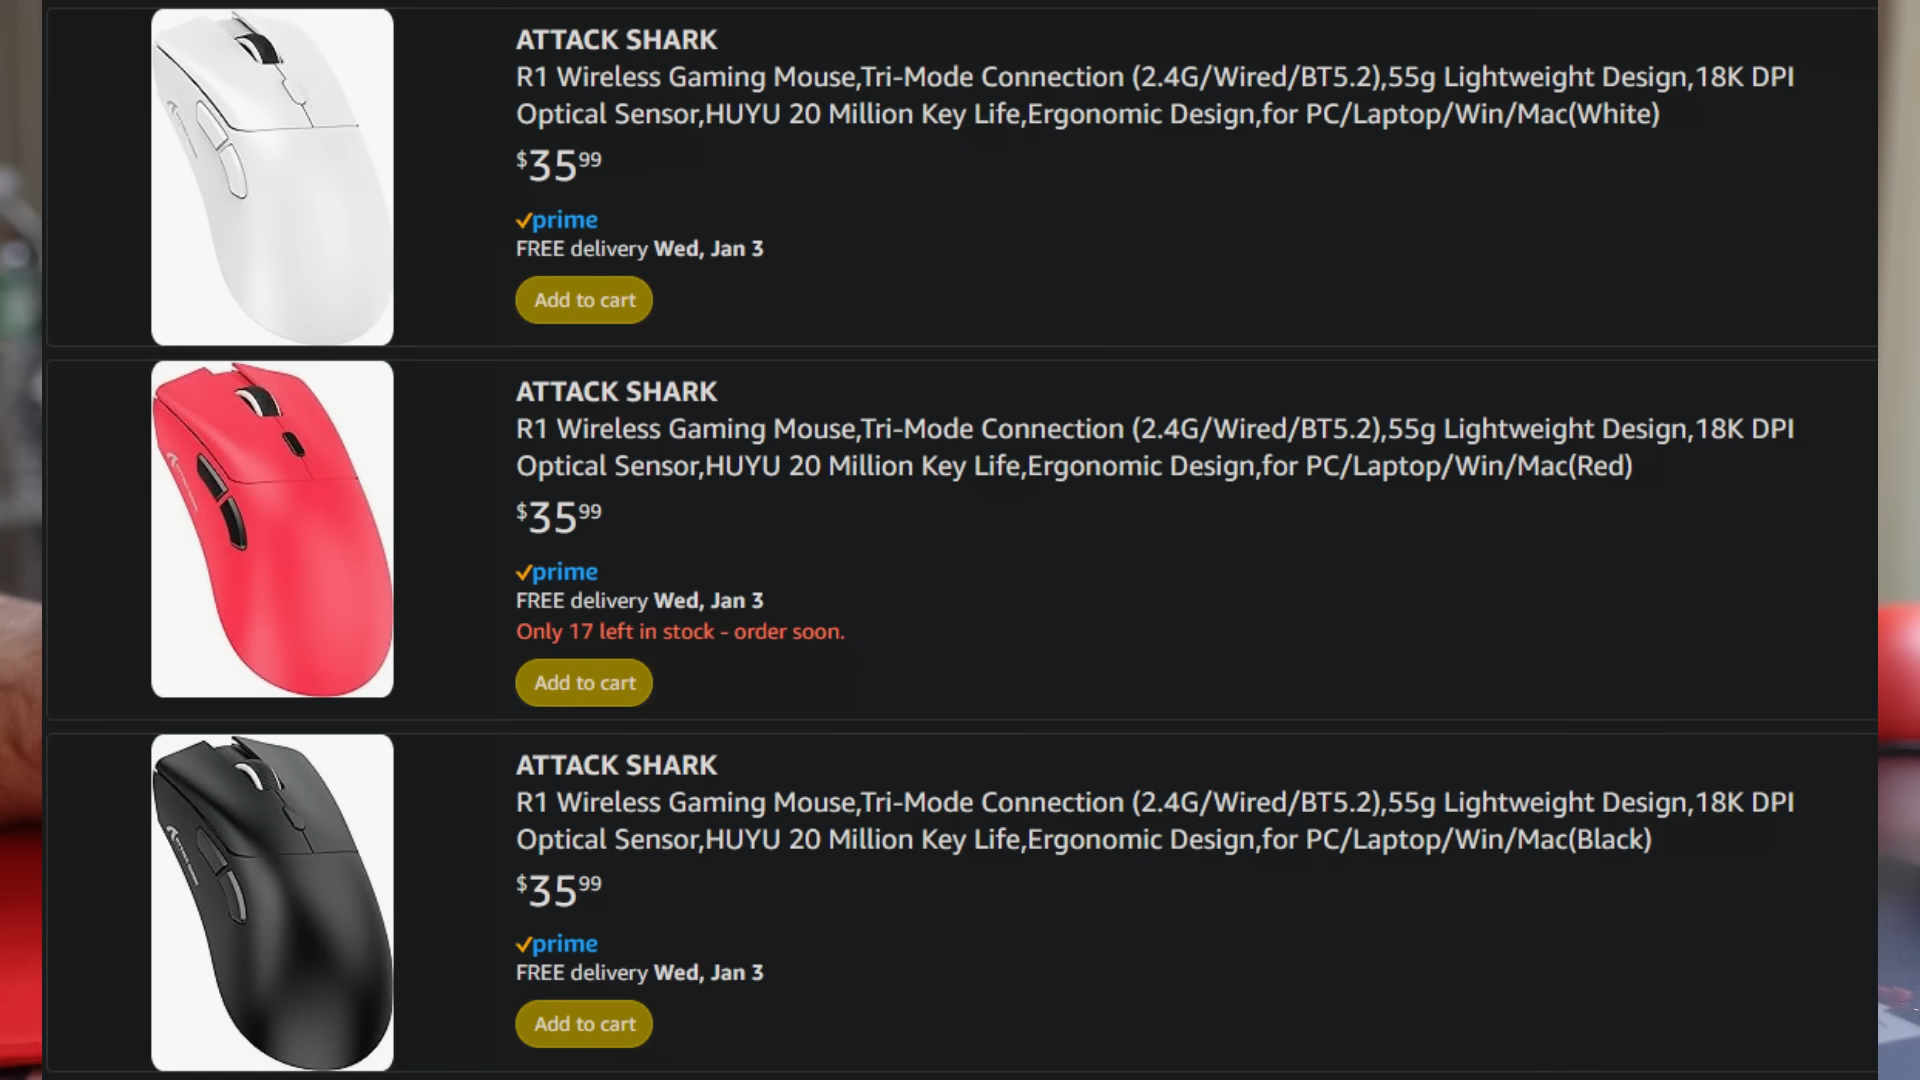 ATTACK SHARK
R1 Wireless Gaming Mouse,Tri-Mode Connection (2.4G/Wired/BT5.2),55g Lightweight Design,18K DPI
Optical Sensor,HUYU 20 Million Key Life,Ergonomic Design,for PC/Laptop/Win/Mac(White)
$35.99
prime
FREE delivery Wed, Jan 3
Add to cart
ATTACK SHARK
R1 Wireless Gaming Mouse,Tri-Mode Connection (2.4G/Wired/BT5.2),55g Lightweight Design,18K DPI
Optical Sensor,HUYU 20 Million Key Life,Ergonomic Design,for PC/Laptop/Win/Mac(Red)
$35.99
prime
FREE delivery Wed, Jan 3
Only 17 left in stock - order soon.
Add to cart
ATTACK SHARK
R1 Wireless Gaming Mouse,Tri-Mode Connection (2.4G/Wired/BT5.2),55g Lightweight Design,18K DPI
Optical Sensor,HUYU 20 Million Key Life,Ergonomic Design,for PC/Laptop/Win/Mac(Black)
$35.99
prime
FREE delivery Wed, Jan 3
Add to cart